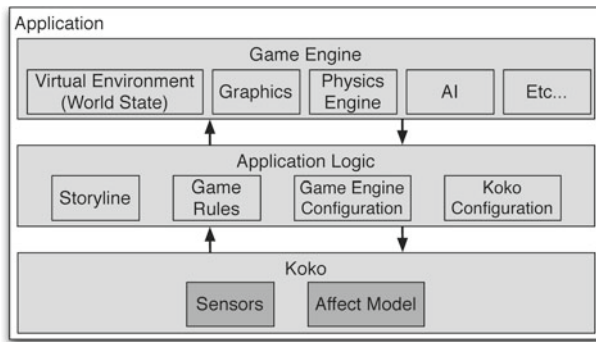 Application
Game Engine
Virtual Environment
(World State)
Graphics
Physics
Engine
AI
Etc...
Application Logic
Storyline
Game
Rules
Game Engine
Configuration
Koko
Configuration
Koko
Sensors
Affect Model